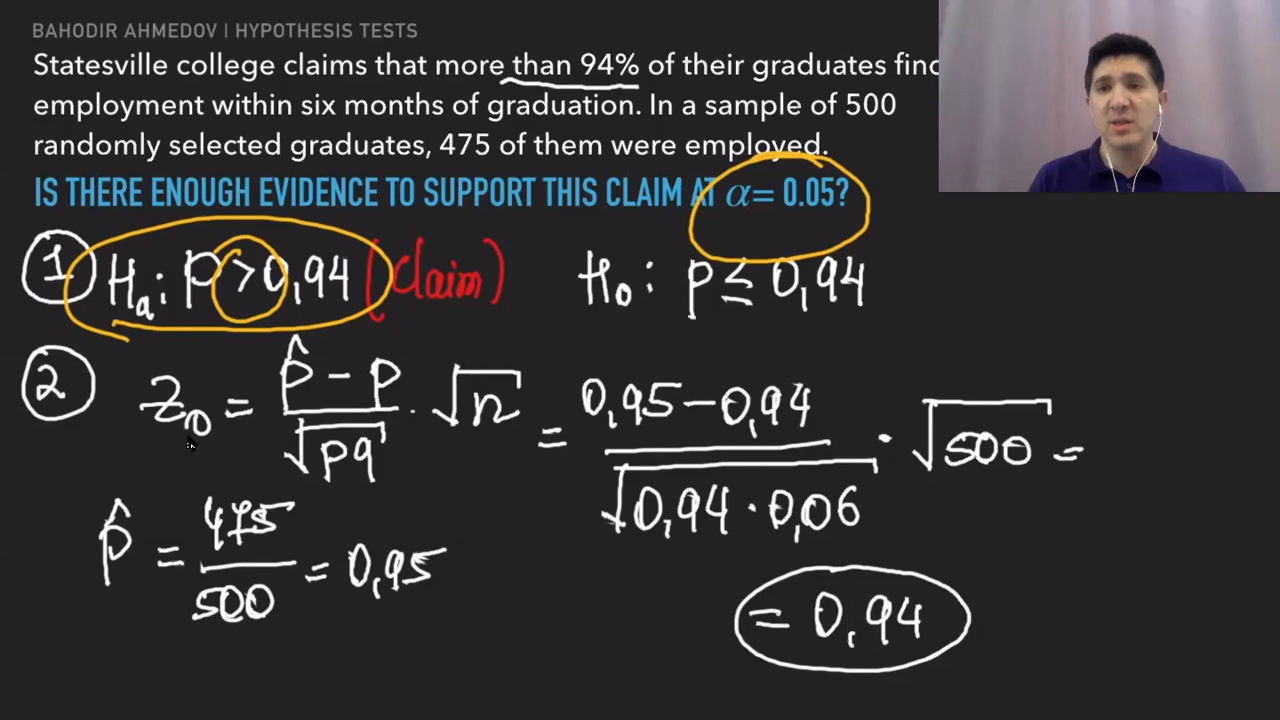 BAHODIR AHMEDOV | HYPOTHESIS TESTS
Statesville college claims that more than 94% of their graduates find
employment within six months of graduation. In a sample of 500
randomly selected graduates, 475 of them were employed.
IS THERE ENOUGH EVIDENCE TO SUPPORT THIS CLAIM AT α= 0.05?
1 Hₐ: p > 0,94 (Claim) H₀: p ≤ 0,94
2 z₀ = (p̂ - p)/√(pq) · √n = (0,95 - 0,94)/√(0,94 · 0,06) · √500 =
p̂ = 475/500 = 0,95
= 0,94